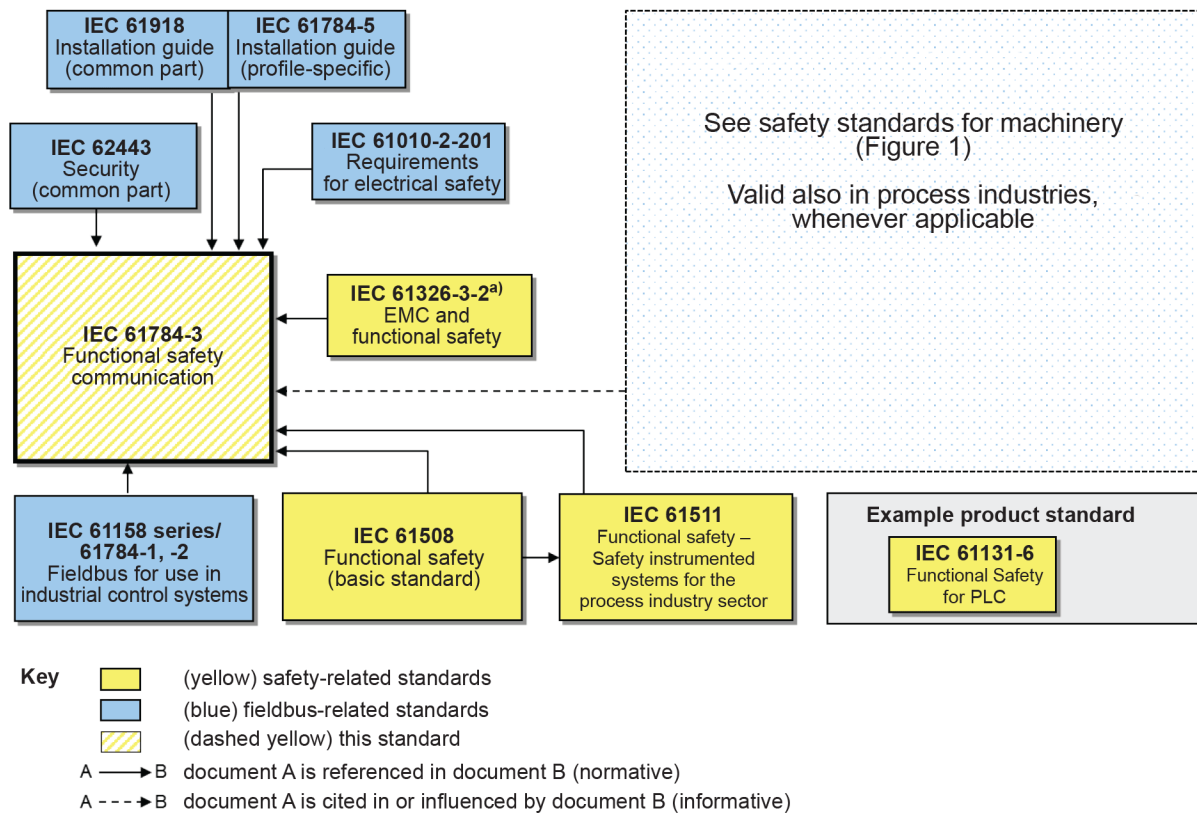 IEC 61918
Installation guide
(common part)
IEC 61784-5
Installation guide
(profile-specific)
See safety standards for machinery
(Figure 1)
Valid also in process industries,
whenever applicable
IEC 62443
Security
(common part)
IEC 61010-2-201
Requirements
for electrical safety
IEC 61784-3
Functional safety
communication
IEC 61326-3-2a)
EMC and
functional safety
IEC 61158 series/
61784-1, -2
Fieldbus for use in
industrial control systems
IEC 61508
Functional safety
(basic standard)
IEC 61511
Functional safety –
Safety instrumented
systems for the
process industry sector
Example product standard
IEC 61131-6
Functional Safety
for PLC
Key
(yellow) safety-related standards
(blue) fieldbus-related standards
(dashed yellow) this standard
A B document A is referenced in document B (normative)
A B document A is cited in or influenced by document B (informative)